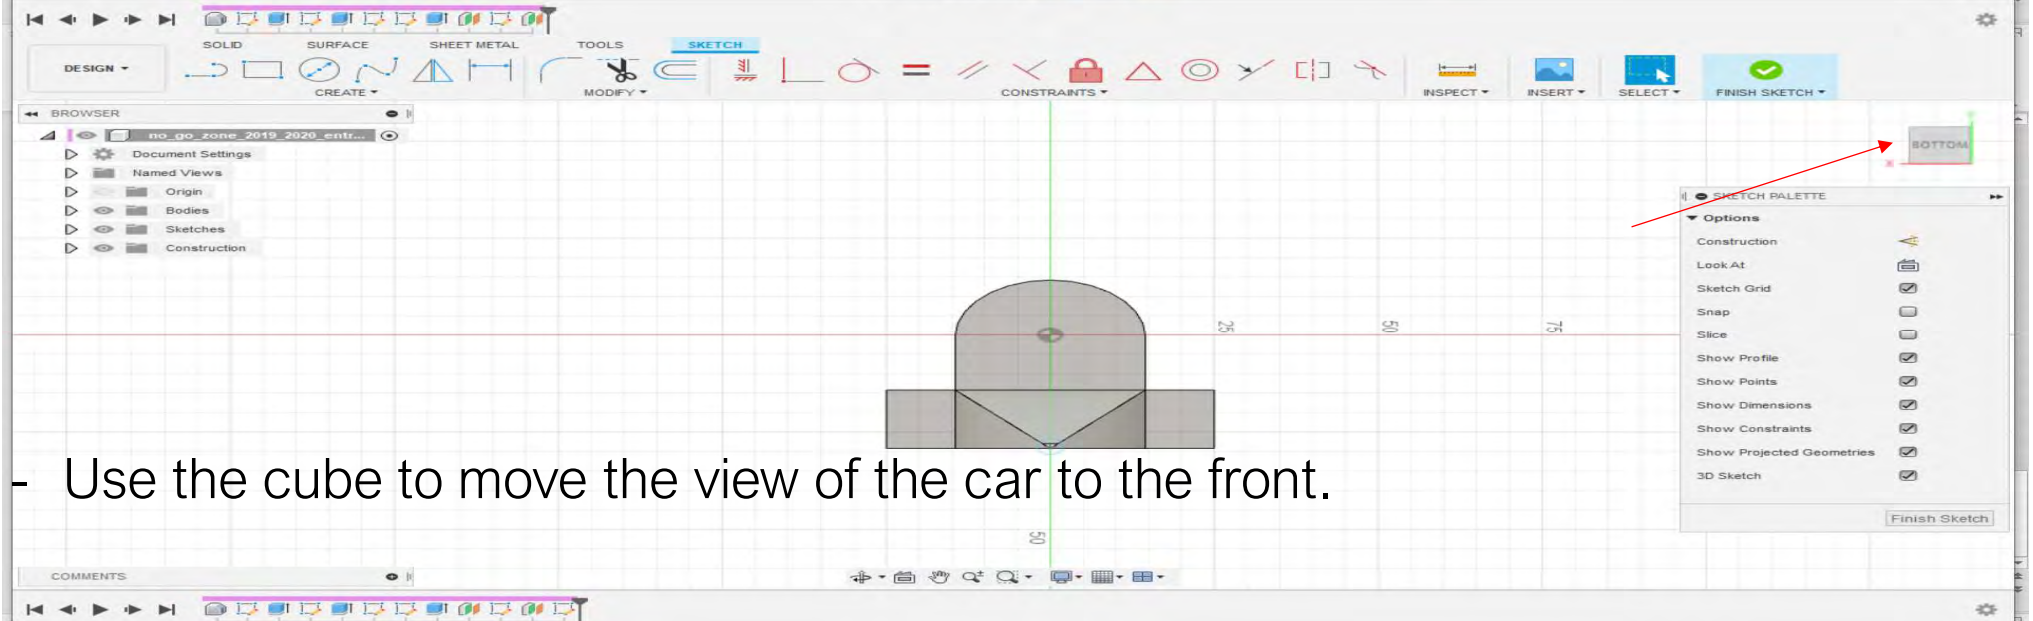 SOLID SURFACE SHEET METAL TOOLS SKETCH
DESIGN
CREATE MODIFY CONSTRAINTS INSPECT INSERT SELECT FINISH SKETCH
BROWSER
no_go_zone_2019_2020_entr...
Document Settings
Named Views
Origin
Bodies
Sketches
Construction
BOTTOM
X
25
50
75
50
SKETCH PALETTE
Options
Construction
Look At
Sketch Grid
Snap
Slice
Show Profile
Show Points
Show Dimensions
Show Constraints
Show Projected Geometries
3D Sketch
Finish Sketch
- Use the cube to move the view of the car to the front.
COMMENTS